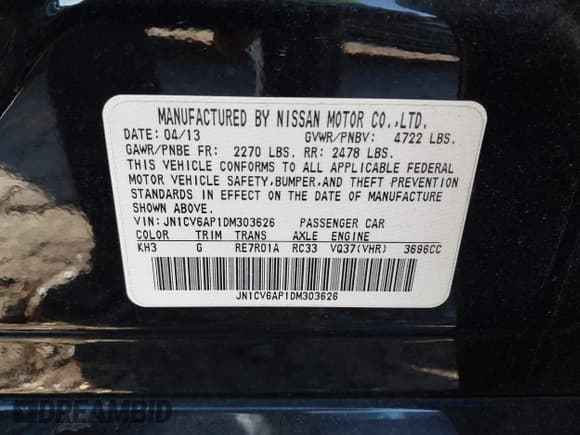 MANUFACTURED BY NISSAN MOTOR CO.,LTD.
DATE: 04/13 GVWR/PNBV: 4722 LBS.
GAWR/PNBE FR: 2270 LBS. RR: 2478 LBS.
THIS VEHICLE CONFORMS TO ALL APPLICABLE FEDERAL
MOTOR VEHICLE SAFETY,BUMPER,AND THEFT PREVENTION
STANDARDS IN EFFECT ON THE DATE OF MANUFACTURE
SHOWN ABOVE.
VIN: JN1CV6AP1DM303626 PASSENGER CAR
COLOR TRIM TRANS AXLE ENGINE
KH3 G RE7R01A RC33 VQ37(VHR) 3696CC
JN1CV6AP1DM303626
DREAMBID